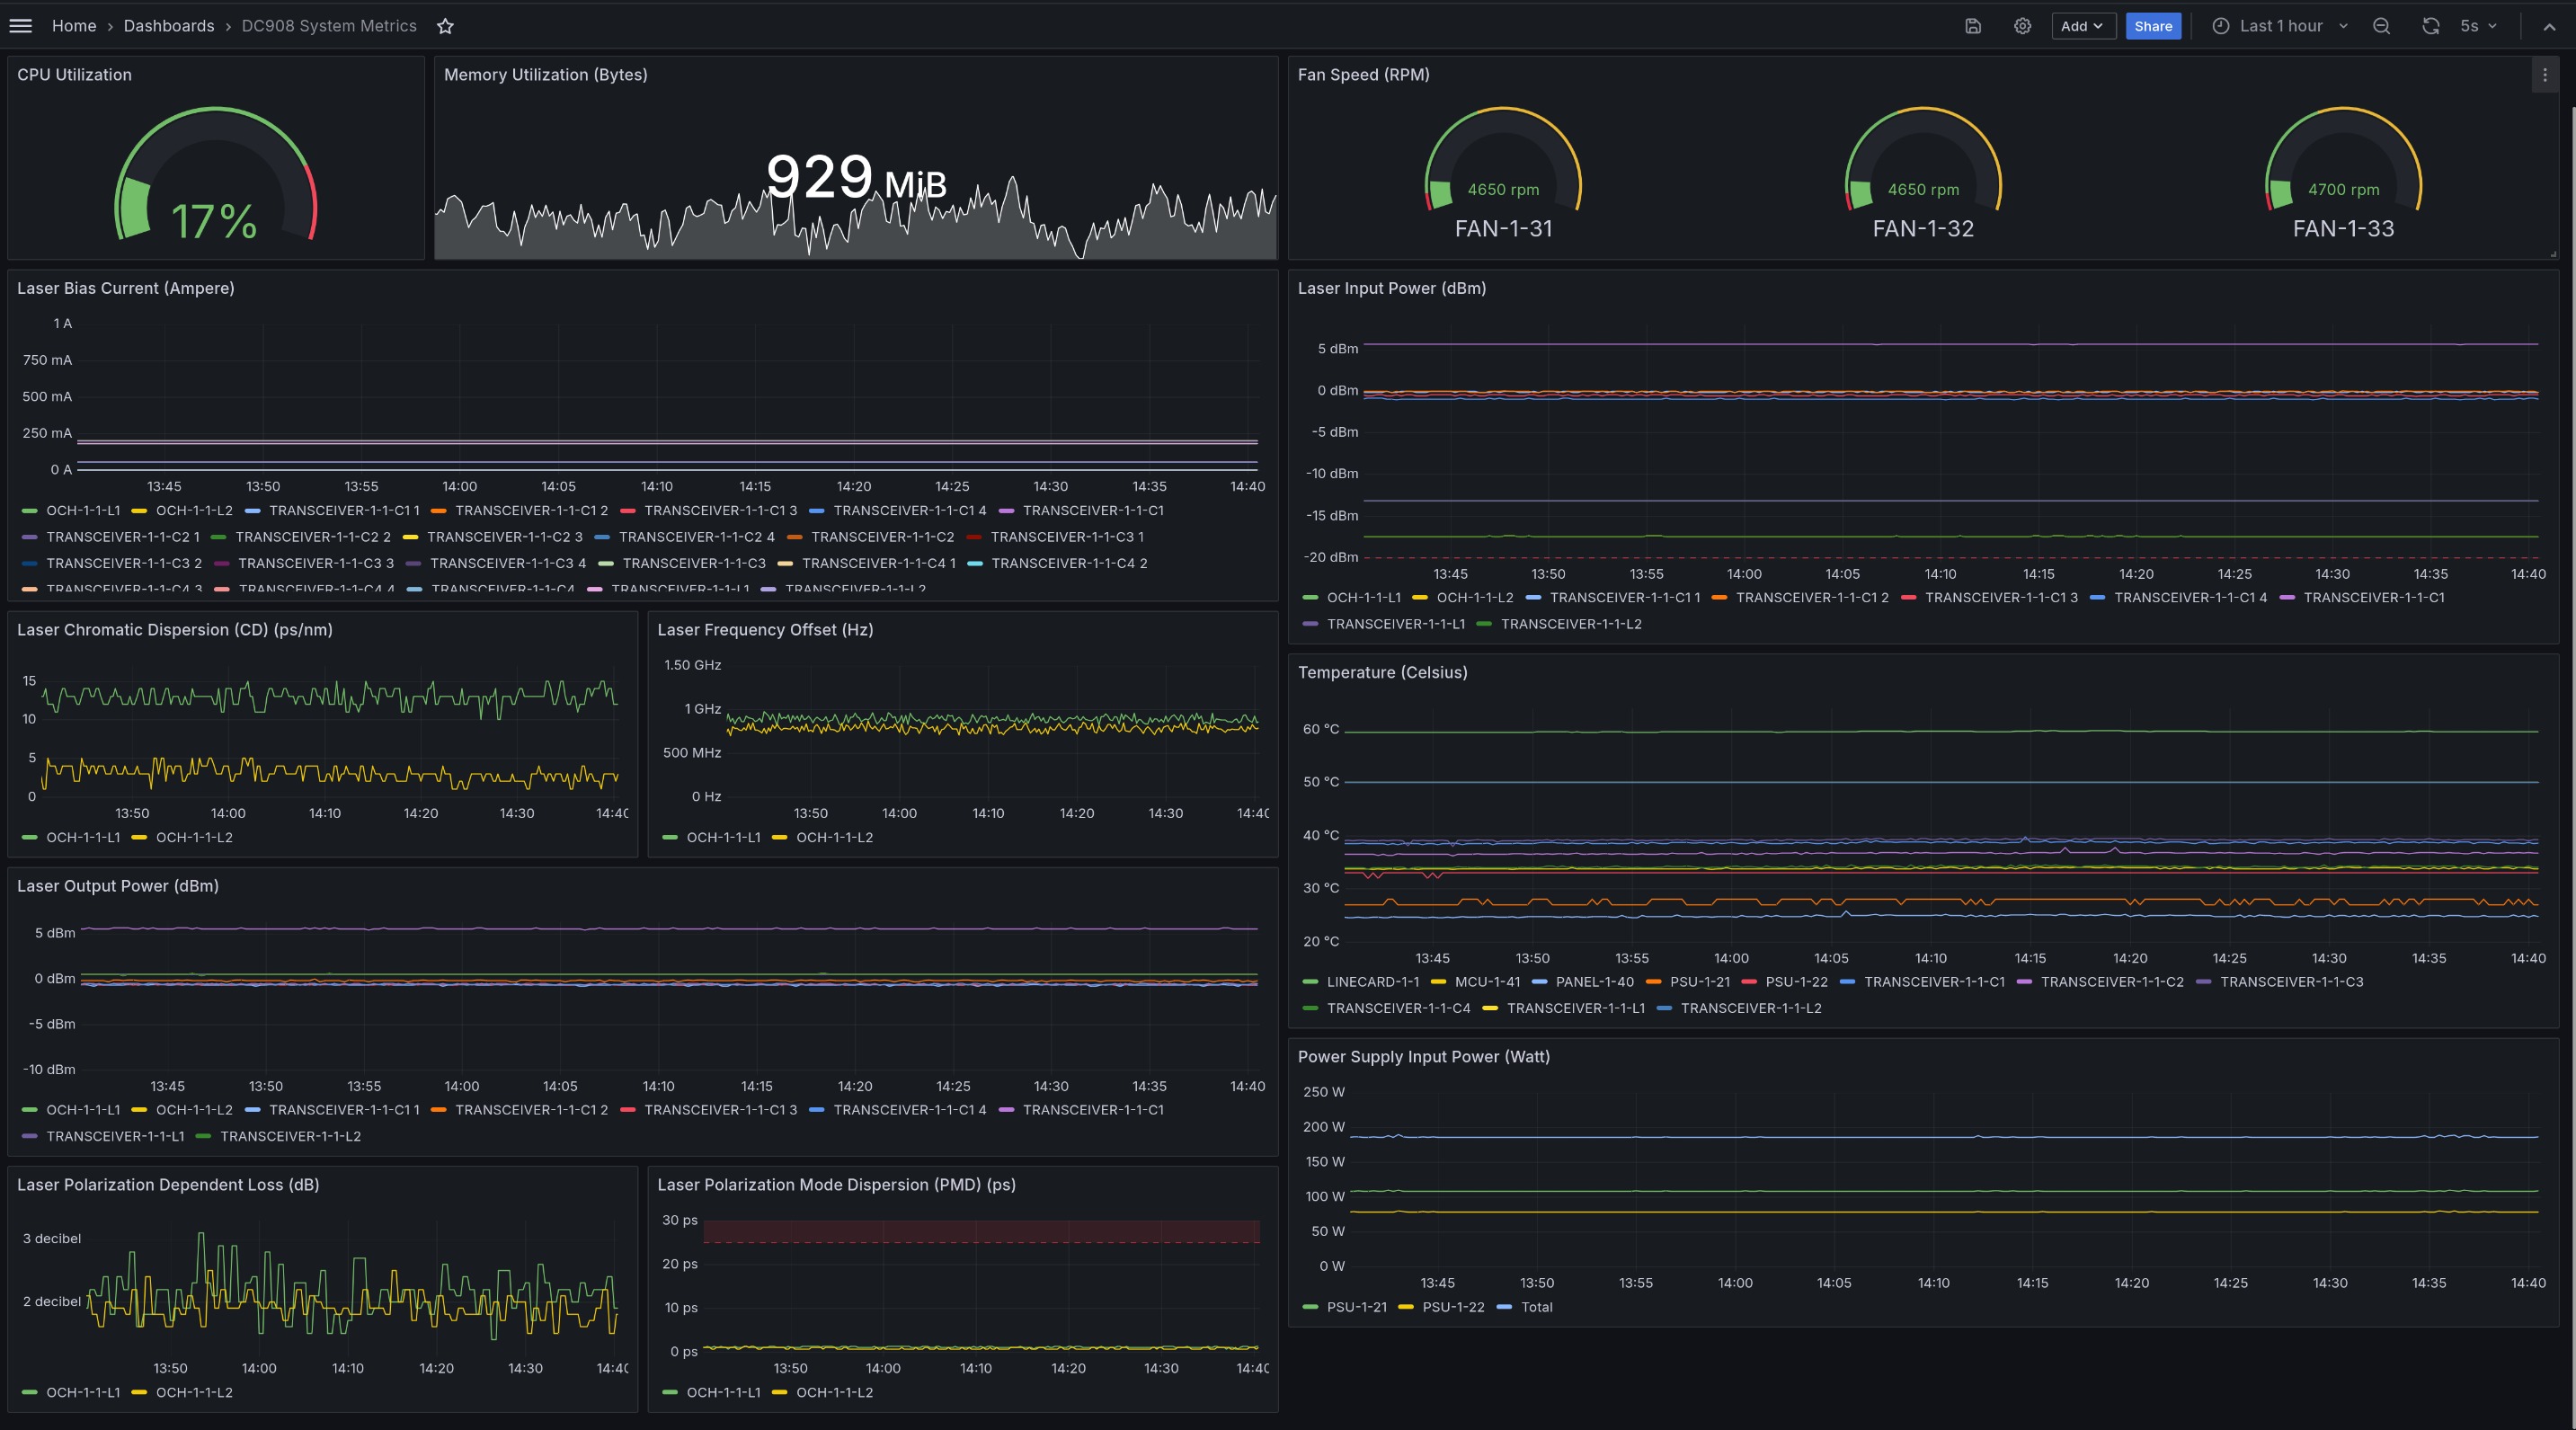 Home › Dashboards › DC908 System Metrics
Add Share Last 1 hour 5s
CPU Utilization
17%
Memory Utilization (Bytes)
929 MiB
Fan Speed (RPM)
4650 rpm 4650 rpm 4700 rpm
FAN-1-31 FAN-1-32 FAN-1-33
Laser Bias Current (Ampere)
1 A
750 mA
500 mA
250 mA
0 A
13:45 13:50 13:55 14:00 14:05 14:10 14:15 14:20 14:25 14:30 14:35 14:40
OCH-1-1-L1 OCH-1-1-L2 TRANSCEIVER-1-1-C1 1 TRANSCEIVER-1-1-C1 2 TRANSCEIVER-1-1-C1 3 TRANSCEIVER-1-1-C1 4 TRANSCEIVER-1-1-C1
TRANSCEIVER-1-1-C2 1 TRANSCEIVER-1-1-C2 2 TRANSCEIVER-1-1-C2 3 TRANSCEIVER-1-1-C2 4 TRANSCEIVER-1-1-C2 TRANSCEIVER-1-1-C3 1
TRANSCEIVER-1-1-C3 2 TRANSCEIVER-1-1-C3 3 TRANSCEIVER-1-1-C3 4 TRANSCEIVER-1-1-C3 TRANSCEIVER-1-1-C4 1 TRANSCEIVER-1-1-C4 2
TRANSCEIVER-1-1-C4 3 TRANSCEIVER-1-1-C4 4 TRANSCEIVER-1-1-C4 TRANSCEIVER-1-1-L1 TRANSCEIVER-1-1-L2
Laser Input Power (dBm)
5 dBm
0 dBm
-5 dBm
-10 dBm
-15 dBm
-20 dBm
13:45 13:50 13:55 14:00 14:05 14:10 14:15 14:20 14:25 14:30 14:35 14:40
OCH-1-1-L1 OCH-1-1-L2 TRANSCEIVER-1-1-C1 1 TRANSCEIVER-1-1-C1 2 TRANSCEIVER-1-1-C1 3 TRANSCEIVER-1-1-C1 4 TRANSCEIVER-1-1-C1
TRANSCEIVER-1-1-L1 TRANSCEIVER-1-1-L2
Laser Chromatic Dispersion (CD) (ps/nm)
15
10
5
0
13:50 14:00 14:10 14:20 14:30 14:40
OCH-1-1-L1 OCH-1-1-L2
Laser Frequency Offset (Hz)
1.50 GHz
1 GHz
500 MHz
0 Hz
13:50 14:00 14:10 14:20 14:30 14:40
OCH-1-1-L1 OCH-1-1-L2
Temperature (Celsius)
60 °C
50 °C
40 °C
30 °C
20 °C
13:45 13:50 13:55 14:00 14:05 14:10 14:15 14:20 14:25 14:30 14:35 14:40
LINECARD-1-1 MCU-1-41 PANEL-1-40 PSU-1-21 PSU-1-22 TRANSCEIVER-1-1-C1 TRANSCEIVER-1-1-C2 TRANSCEIVER-1-1-C3
TRANSCEIVER-1-1-C4 TRANSCEIVER-1-1-L1 TRANSCEIVER-1-1-L2
Laser Output Power (dBm)
5 dBm
0 dBm
-5 dBm
-10 dBm
13:45 13:50 13:55 14:00 14:05 14:10 14:15 14:20 14:25 14:30 14:35 14:40
OCH-1-1-L1 OCH-1-1-L2 TRANSCEIVER-1-1-C1 1 TRANSCEIVER-1-1-C1 2 TRANSCEIVER-1-1-C1 3 TRANSCEIVER-1-1-C1 4 TRANSCEIVER-1-1-C1
TRANSCEIVER-1-1-L1 TRANSCEIVER-1-1-L2
Power Supply Input Power (Watt)
250 W
200 W
150 W
100 W
50 W
0 W
13:45 13:50 13:55 14:00 14:05 14:10 14:15 14:20 14:25 14:30 14:35 14:40
PSU-1-21 PSU-1-22 Total
Laser Polarization Dependent Loss (dB)
3 decibel
2 decibel
13:50 14:00 14:10 14:20 14:30 14:40
OCH-1-1-L1 OCH-1-1-L2
Laser Polarization Mode Dispersion (PMD) (ps)
30 ps
20 ps
10 ps
0 ps
13:50 14:00 14:10 14:20 14:30 14:40
OCH-1-1-L1 OCH-1-1-L2